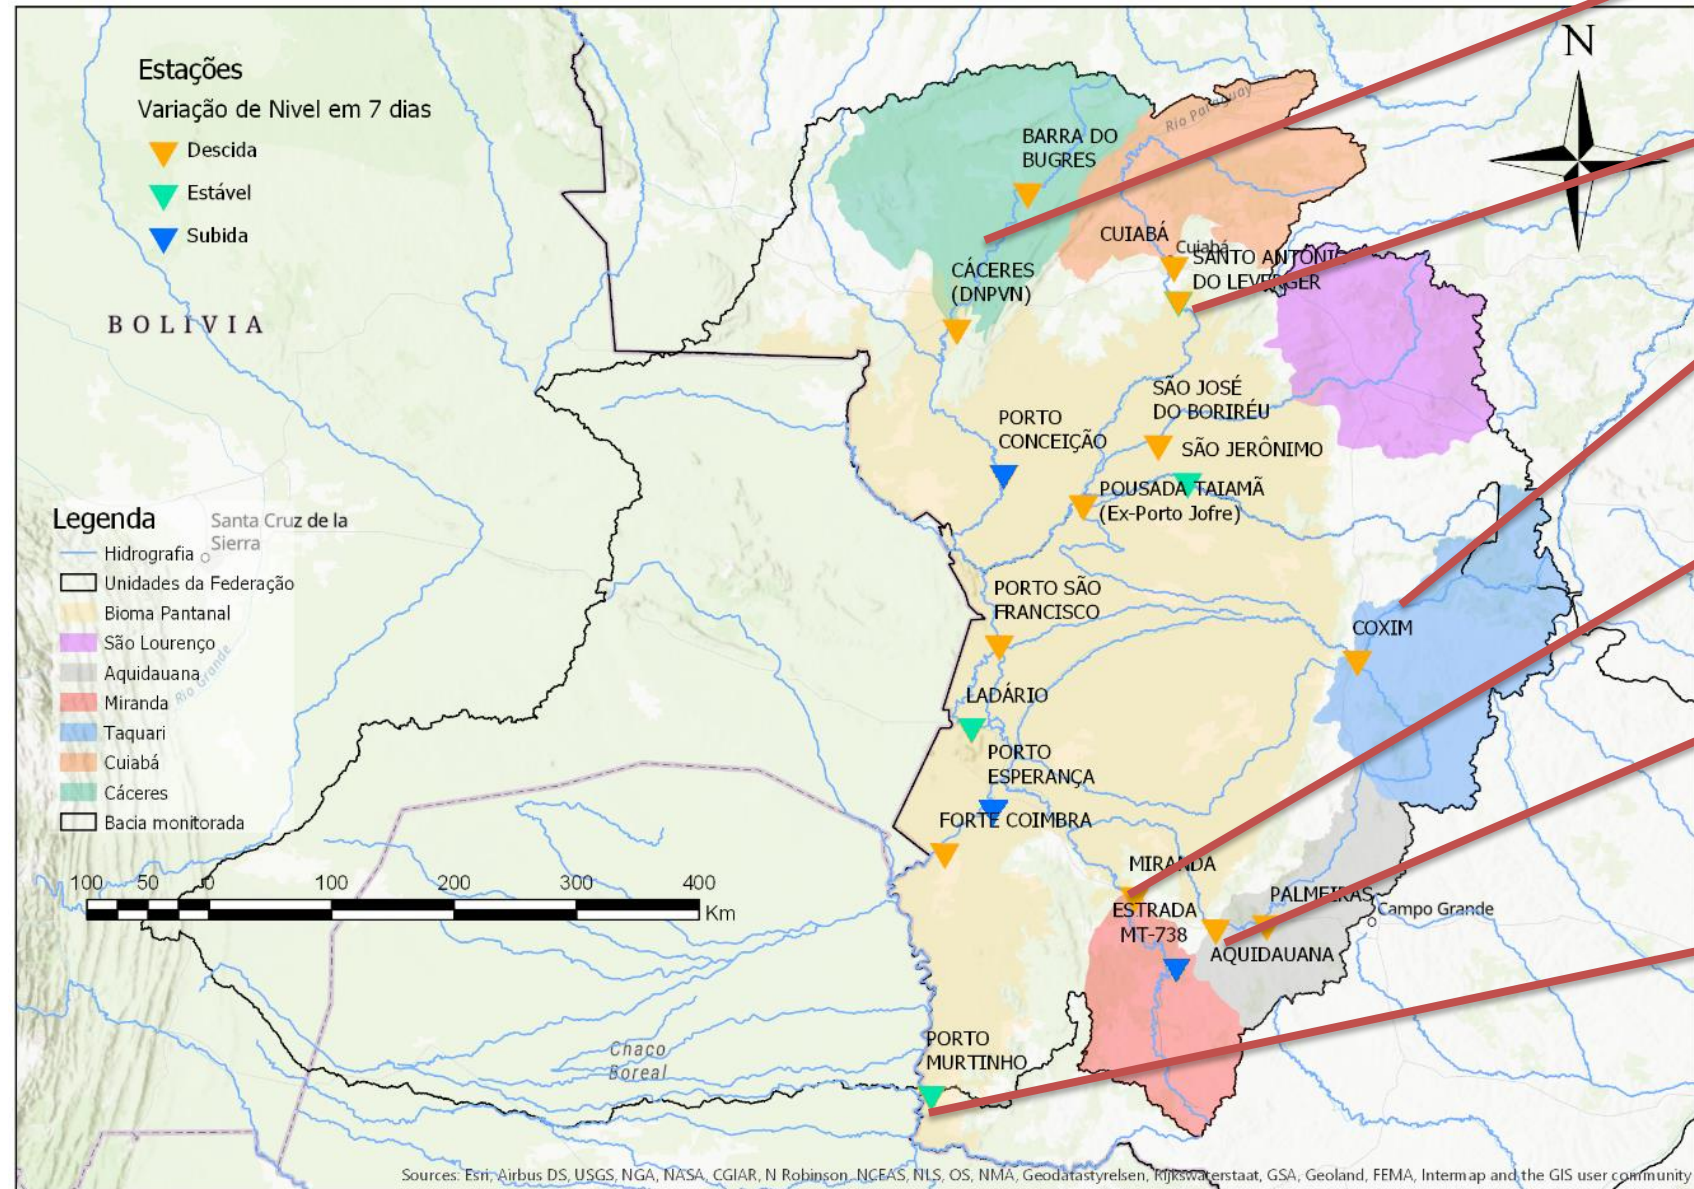 Estações
Variação de Nivel em 7 dias
Descida
Estável
Subida
N
Rio Paraguay
BARRA DO
BUGRES
CUIABÁ
Cuiabá
SANTO ANTÔNIO
DO LEVERGER
CÁCERES
(DNPVN)
BOLIVIA
SÃO JOSÉ
DO BORIRÉU
PORTO
CONCEIÇÃO
SÃO JERÔNIMO
POUSADA TAIAMÃ
(Ex-Porto Jofre)
Legenda
Hidrografia
Unidades da Federação
Bioma Pantanal
São Lourenço
Aquidauana
Miranda
Taquari
Cuiabá
Cáceres
Bacia monitorada
Santa Cruz de la
Sierra
Rio Grande
PORTO SÃO
FRANCISCO
COXIM
LADÁRIO
PORTO
ESPERANÇA
FORTE COIMBRA
MIRANDA
100 50 0 100 200 300 400
Km
ESTRADA
MT-738
PALMEIRAS
Campo Grande
AQUIDAUANA
PORTO
MURTINHO
Chaco
Boreal
Sources: Esri, Airbus DS, USGS, NGA, NASA, CGIAR, N Robinson, NCEAS, NLS, OS, NMA, Geodatastyrelsen, Rijkswaterstaat, GSA, Geoland, FEMA, Intermap and the GIS user community